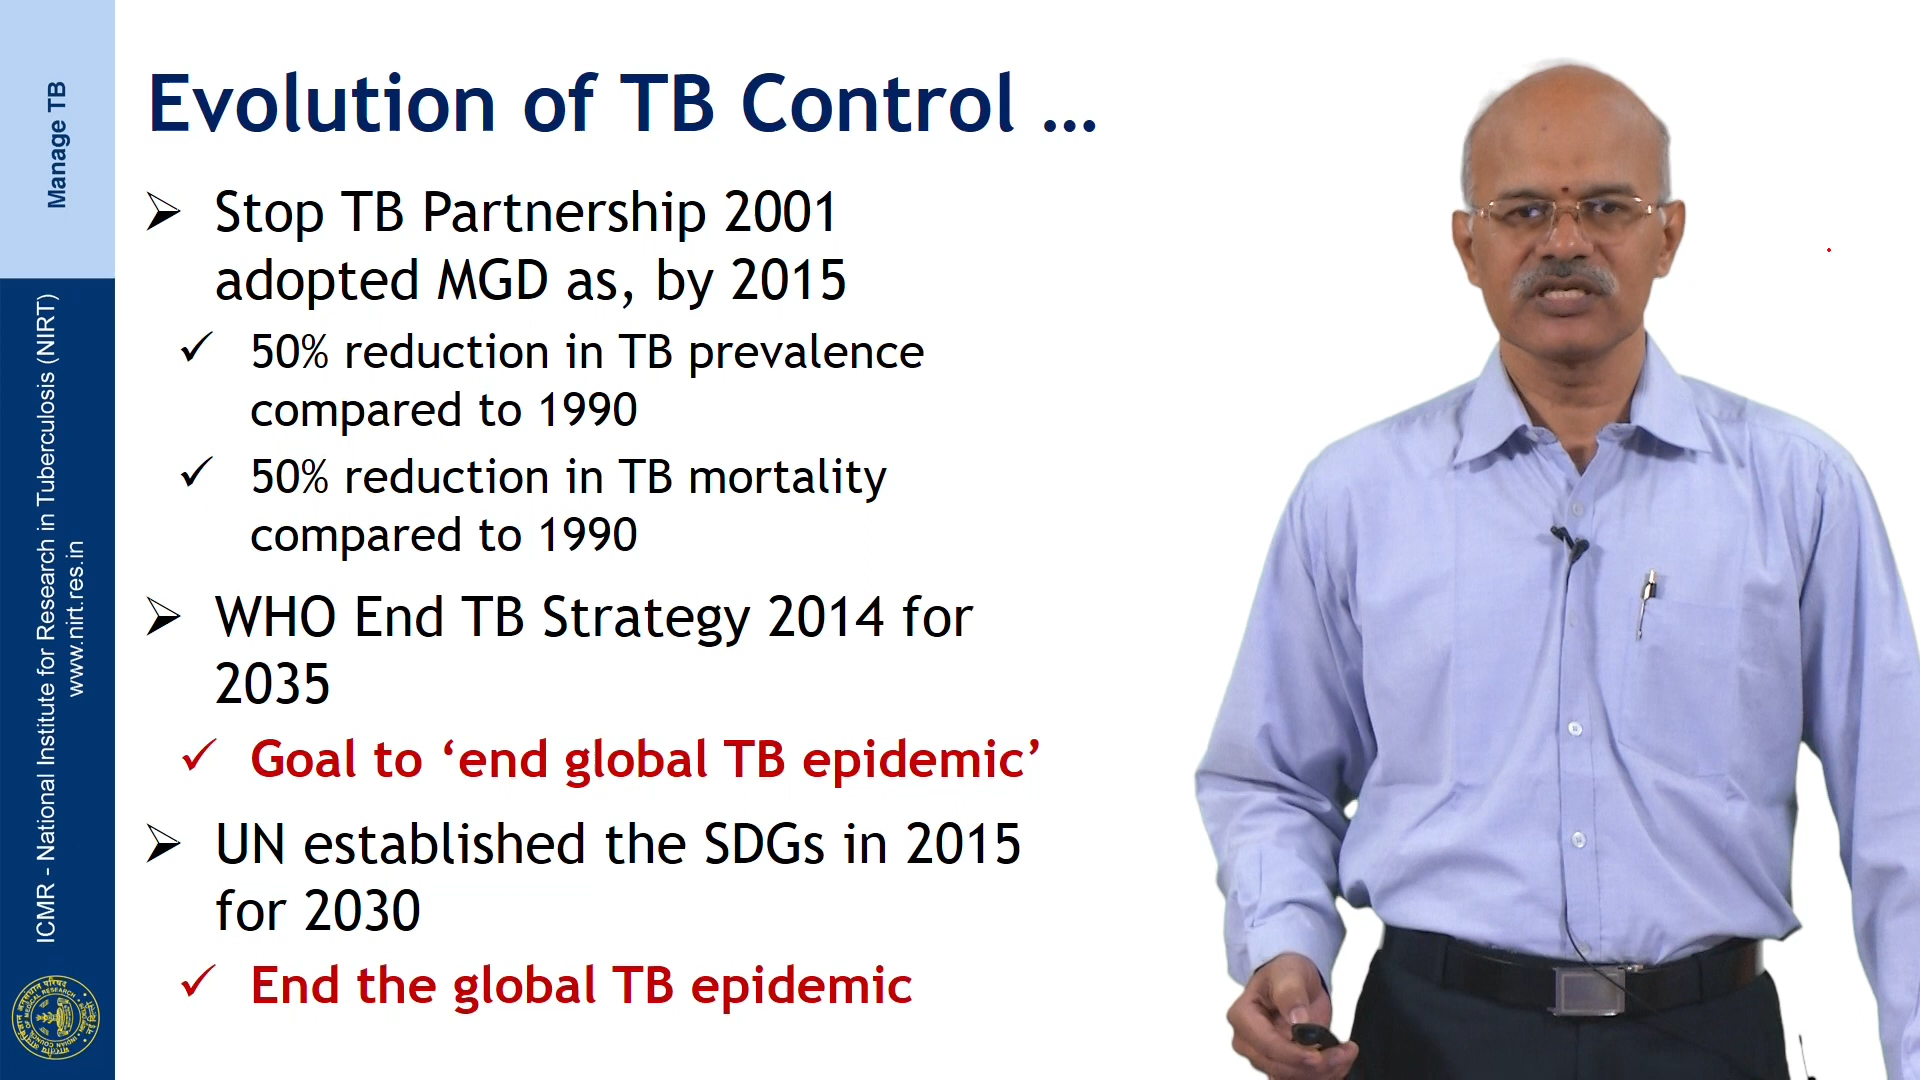 Manage TB
ICMR - National Institute for Research in Tuberculosis (NIRT)
www.nirt.res.in
Evolution of TB Control ...
➢ Stop TB Partnership 2001
adopted MGD as, by 2015
✓ 50% reduction in TB prevalence
compared to 1990
✓ 50% reduction in TB mortality
compared to 1990
➢ WHO End TB Strategy 2014 for
2035
✓ Goal to ‘end global TB epidemic’
➢ UN established the SDGs in 2015
for 2030
✓ End the global TB epidemic